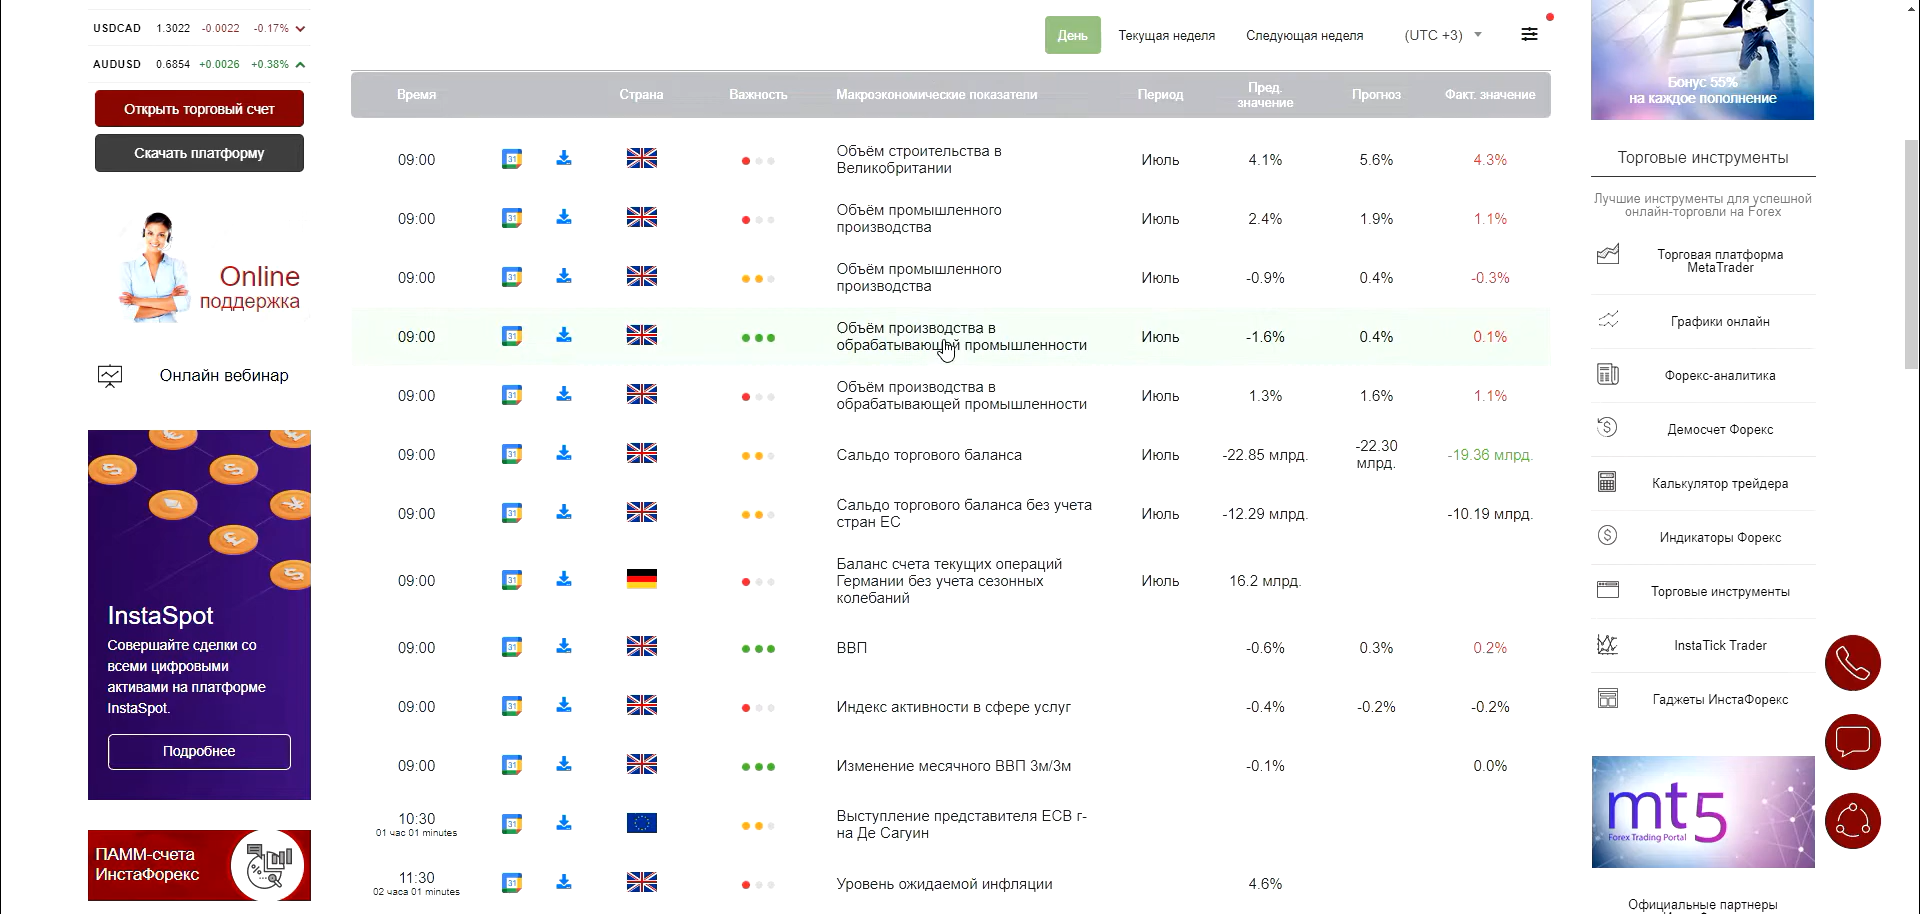 USDCAD 1.3022 -0.0022 -0.17%
AUDUSD 0.6854 +0.0026 +0.38%
Открыть торговый счет
Скачать платформу
Online
поддержка
Онлайн вебинар
InstaSpot
Совершайте сделки со
всеми цифровыми
активами на платформе
InstaSpot.
Подробнее
ПАММ-счета
ИнстаФорекс
День Текущая неделя Следующая неделя (UTC +3)
Время Страна Важность Макроэкономические показатели Период Пред. значение Прогноз Факт. значение
09:00 31 Объём строительства в
Великобритании Июль 4.1% 5.6% 4.3%
09:00 31 Объём промышленного
производства Июль 2.4% 1.9% 1.1%
09:00 31 Объём промышленного
производства Июль -0.9% 0.4% -0.3%
09:00 31 Объём производства в
обрабатывающей промышленности Июль -1.6% 0.4% 0.1%
09:00 31 Объём производства в
обрабатывающей промышленности Июль 1.3% 1.6% 1.1%
09:00 31 Сальдо торгового баланса Июль -22.85 млрд. -22.30 млрд. -19.36 млрд.
09:00 31 Сальдо торгового баланса без учета
стран ЕС Июль -12.29 млрд. -10.19 млрд.
09:00 31 Баланс счета текущих операций
Германии без учета сезонных
колебаний Июль 16.2 млрд.
09:00 31 ВВП -0.6% 0.3% 0.2%
09:00 31 Индекс активности в сфере услуг -0.4% -0.2% -0.2%
09:00 31 Изменение месячного ВВП 3м/3м -0.1% 0.0%
10:30 31 Выступление представителя ЕСВ г-
01 час 01 minutes на Де Сагуин
11:30 31 Уровень ожидаемой инфляции 4.6%
02 часа 01 minutes
Бонус 55%
на каждое пополнение
Торговые инструменты
Лучшие инструменты для успешной
онлайн-торговли на Forex
Торговая платформа
MetaTrader
Графики онлайн
Форекс-аналитика
Демосчет Форекс
Калькулятор трейдера
Индикаторы Форекс
Торговые инструменты
InstaTick Trader
Гаджеты ИнстаФорекс
mt5
Forex Trading Portal
Официальные партнеры